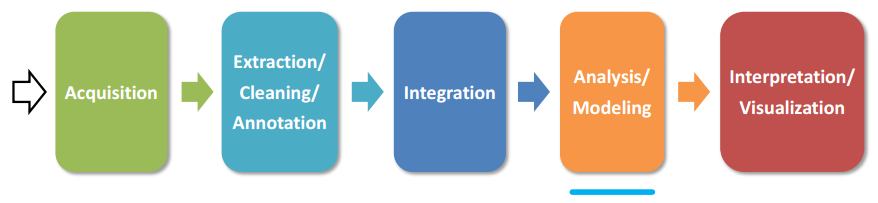 Acquisition
Extraction/
Cleaning/
Annotation
Integration
Analysis/
Modeling
Interpretation/
Visualization